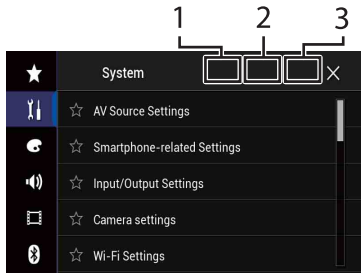 1 2 3
System
AV Source Settings
Smartphone-related Settings
Input/Output Settings
Camera settings
Wi-Fi Settings